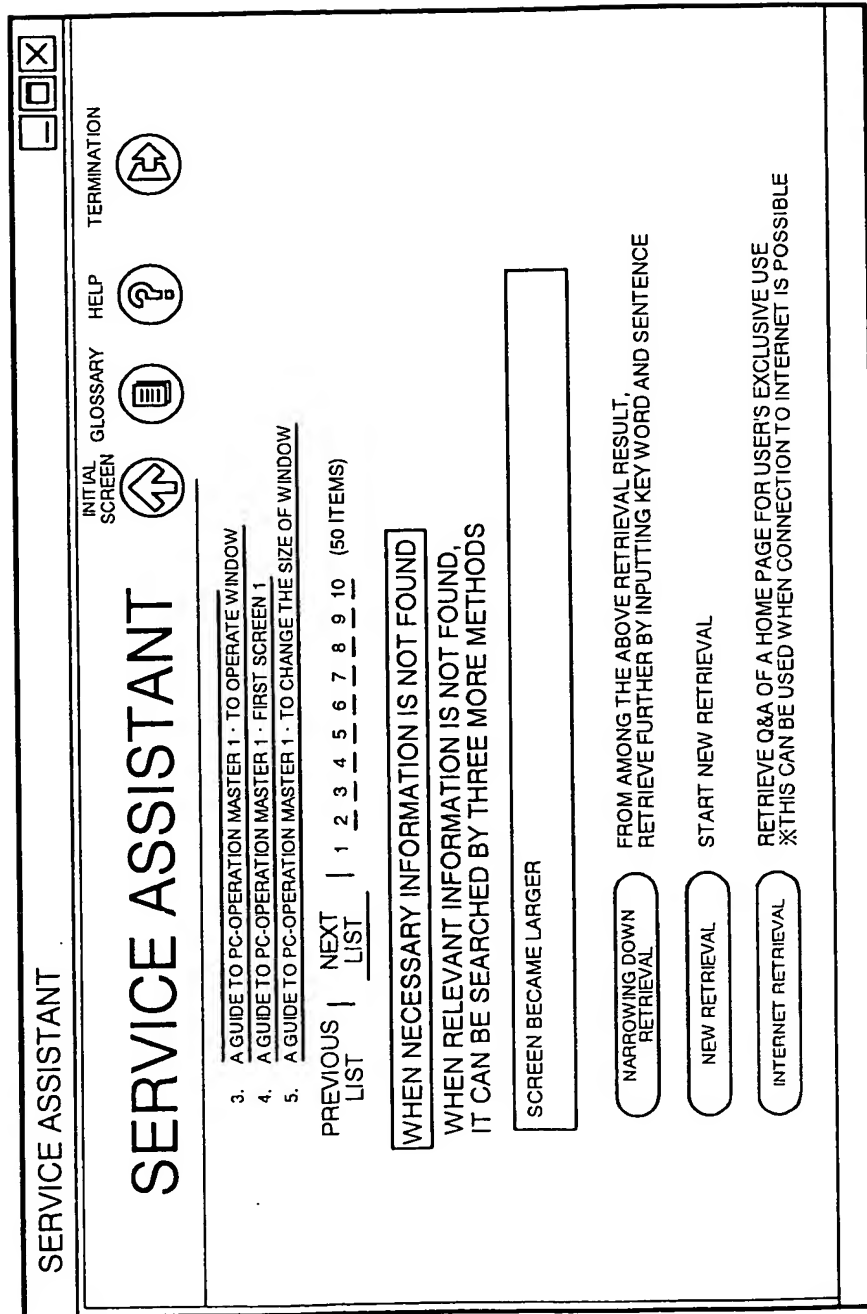 SERVICE ASSISTANT
SERVICE ASSISTANT
INITIAL
SCREEN
GLOSSARY
HELP
TERMINATION
3. A GUIDE TO PC-OPERATION MASTER 1 - TO OPERATE WINDOW
4. A GUIDE TO PC-OPERATION MASTER 1 - FIRST SCREEN 1
5. A GUIDE TO PC-OPERATION MASTER 1 - TO CHANGE THE SIZE OF WINDOW
PREVIOUS | NEXT | 1 2 3 4 5 6 7 8 9 10 (50 ITEMS)
LIST LIST
WHEN NECESSARY INFORMATION IS NOT FOUND
WHEN RELEVANT INFORMATION IS NOT FOUND,
IT CAN BE SEARCHED BY THREE MORE METHODS
SCREEN BECAME LARGER
NARROWING DOWN
RETRIEVAL
FROM AMONG THE ABOVE RETRIEVAL RESULT,
RETRIEVE FURTHER BY INPUTTING KEY WORD AND SENTENCE
NEW RETRIEVAL
START NEW RETRIEVAL
INTERNET RETRIEVAL
RETRIEVE Q&A OF A HOME PAGE FOR USER'S EXCLUSIVE USE
※THIS CAN BE USED WHEN CONNECTION TO INTERNET IS POSSIBLE